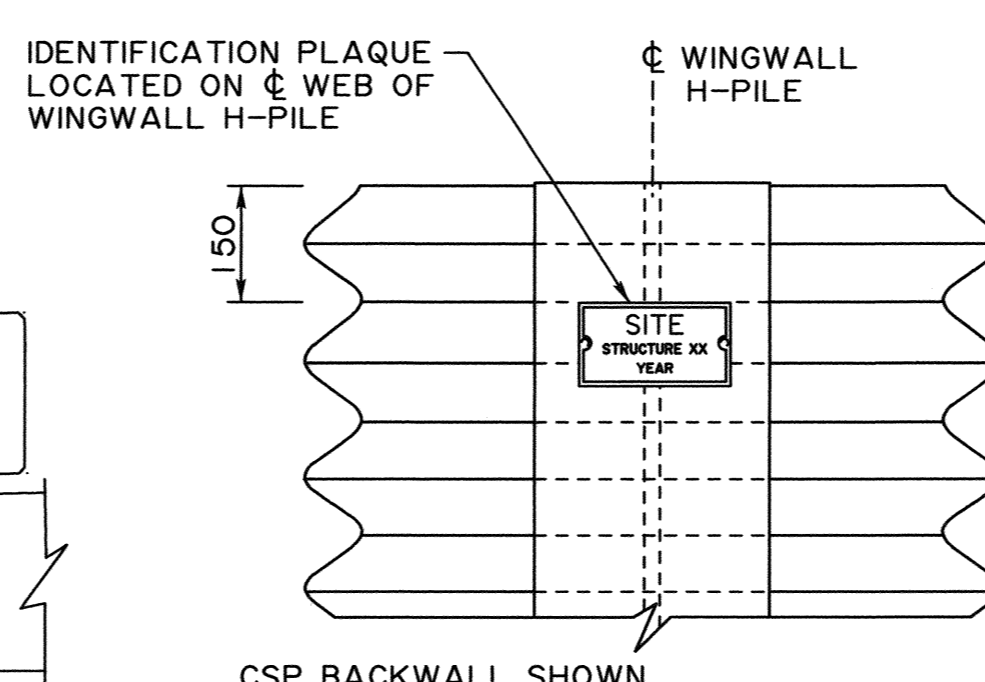 IDENTIFICATION PLAQUE
LOCATED ON ℄ WEB OF
WINGWALL H-PILE
℄ WINGWALL
H-PILE
150
SITE
STRUCTURE XX
YEAR
CSP BACKWALL SHOWN